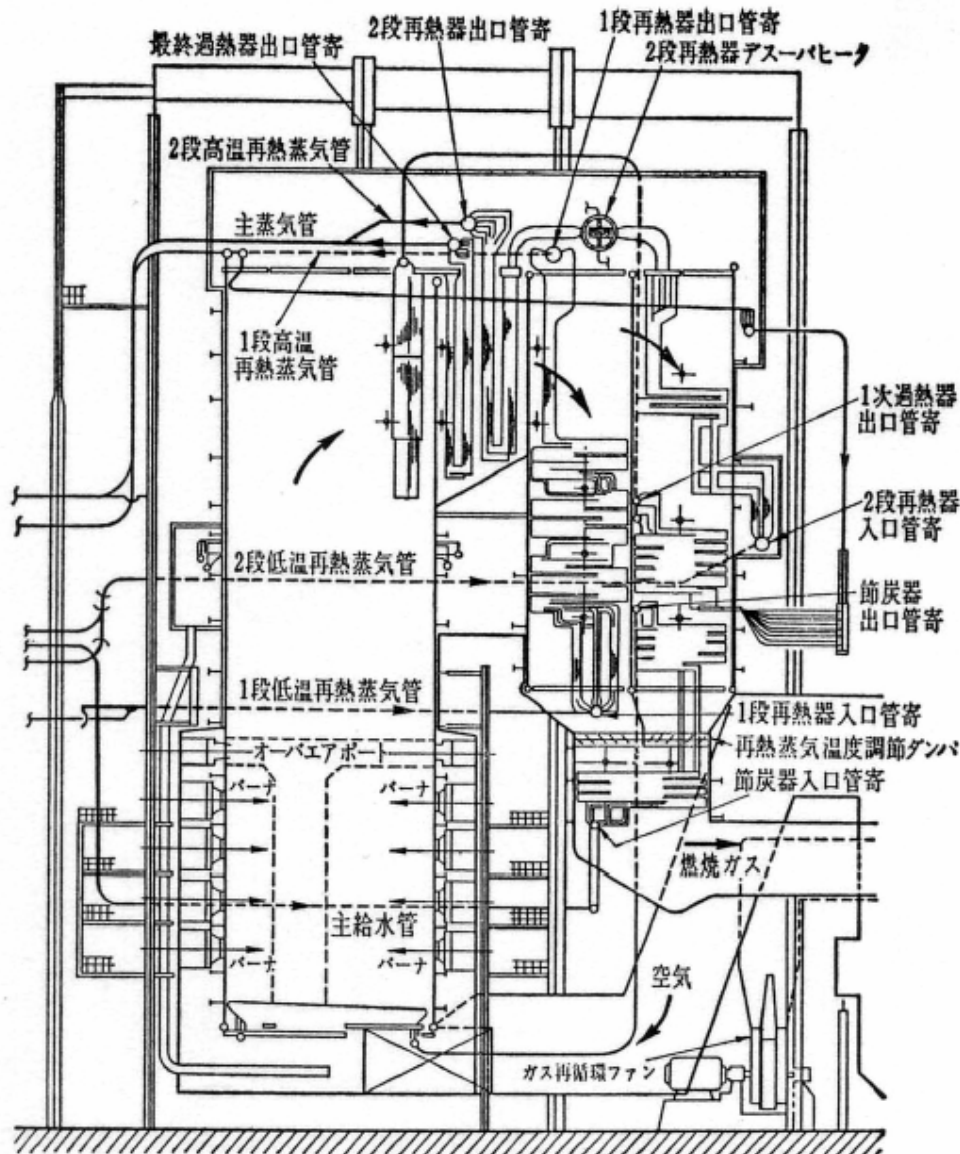 1段再熱器出口管寄
2段再熱器出口管寄
最終過熱器出口管寄
2段再熱器デスーパヒータ
2段高温再熱蒸気管
主蒸気管
1段高温
再熱蒸気管
1次過熱器
出口管寄
2段再熱器
入口管寄
2段低温再熱蒸気管
節炭器
出口管寄
1段低温再熱蒸気管
1段再熱器入口管寄
オーバエアポート
再熱蒸気温度調節ダンパ
バーナ
バーナ
節炭器入口管寄
燃焼ガス
主給水管
バーナ
バーナ
空気
ガス再循環ファン